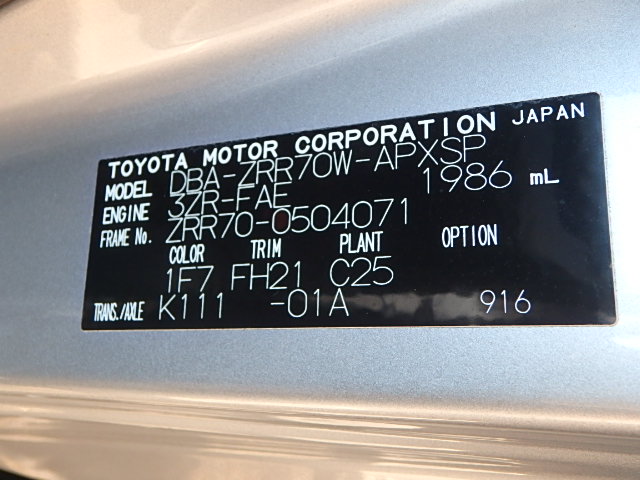 TOYOTA MOTOR CORPORATION JAPAN
MODEL DBA-ZRR70W-APXSP
ENGINE 3ZR-FAE 1986 mL
FRAME No. ZRR70-0504071
COLOR TRIM PLANT OPTION
1F7 FH21 C25
TRANS./AXLE K111 -01A 916